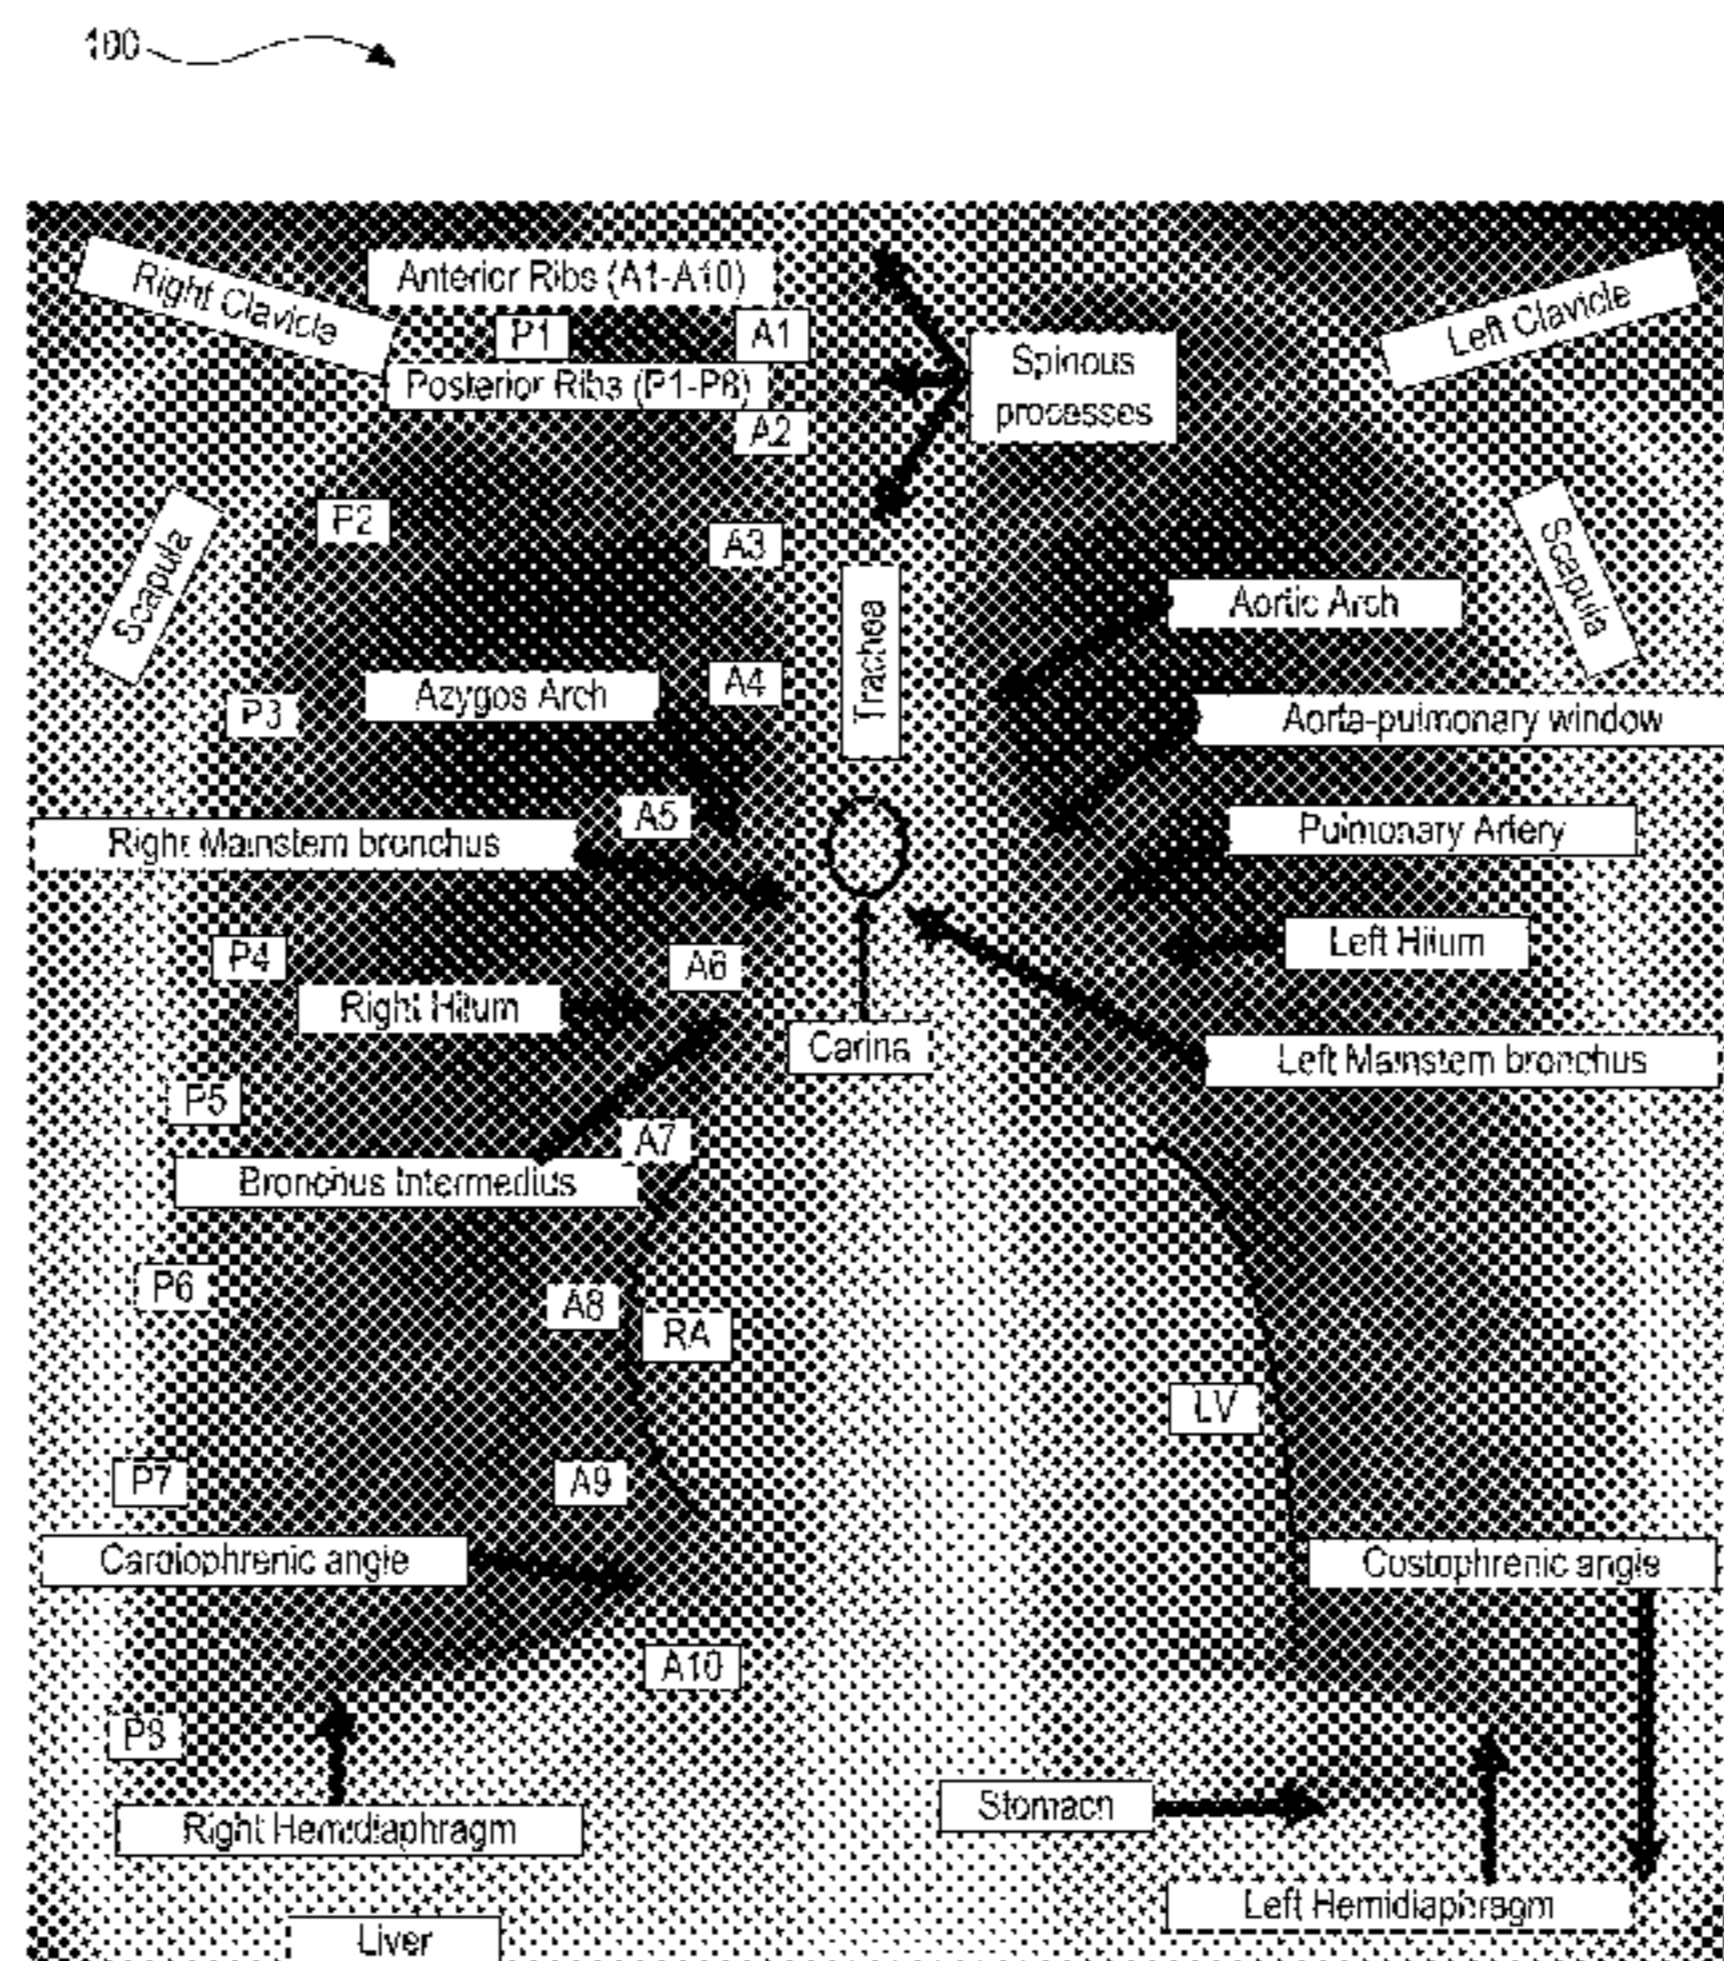 100
Right Clavicle
Anterior Ribs (A1-A10)
Left Clavicle
P1
A1
Spinous
processes
Posterior Ribs (P1-P8)
A2
Scapula
P2
A3
Scapula
Trachea
Aortic Arch
Azygos Arch
A4
P3
Aorta-pulmonary window
A5
Right Mainstem bronchus
Pulmonary Artery
P4
A6
Left Hilum
Right Hilum
Carina
Left Mainstem bronchus
P5
A7
Bronchus Intermedius
P6
A8
RA
LV
P7
A9
Cardiophrenic angle
Costophrenic angle
A10
P8
Right Hemidiaphragm
Stomach
Left Hemidiaphragm
Liver